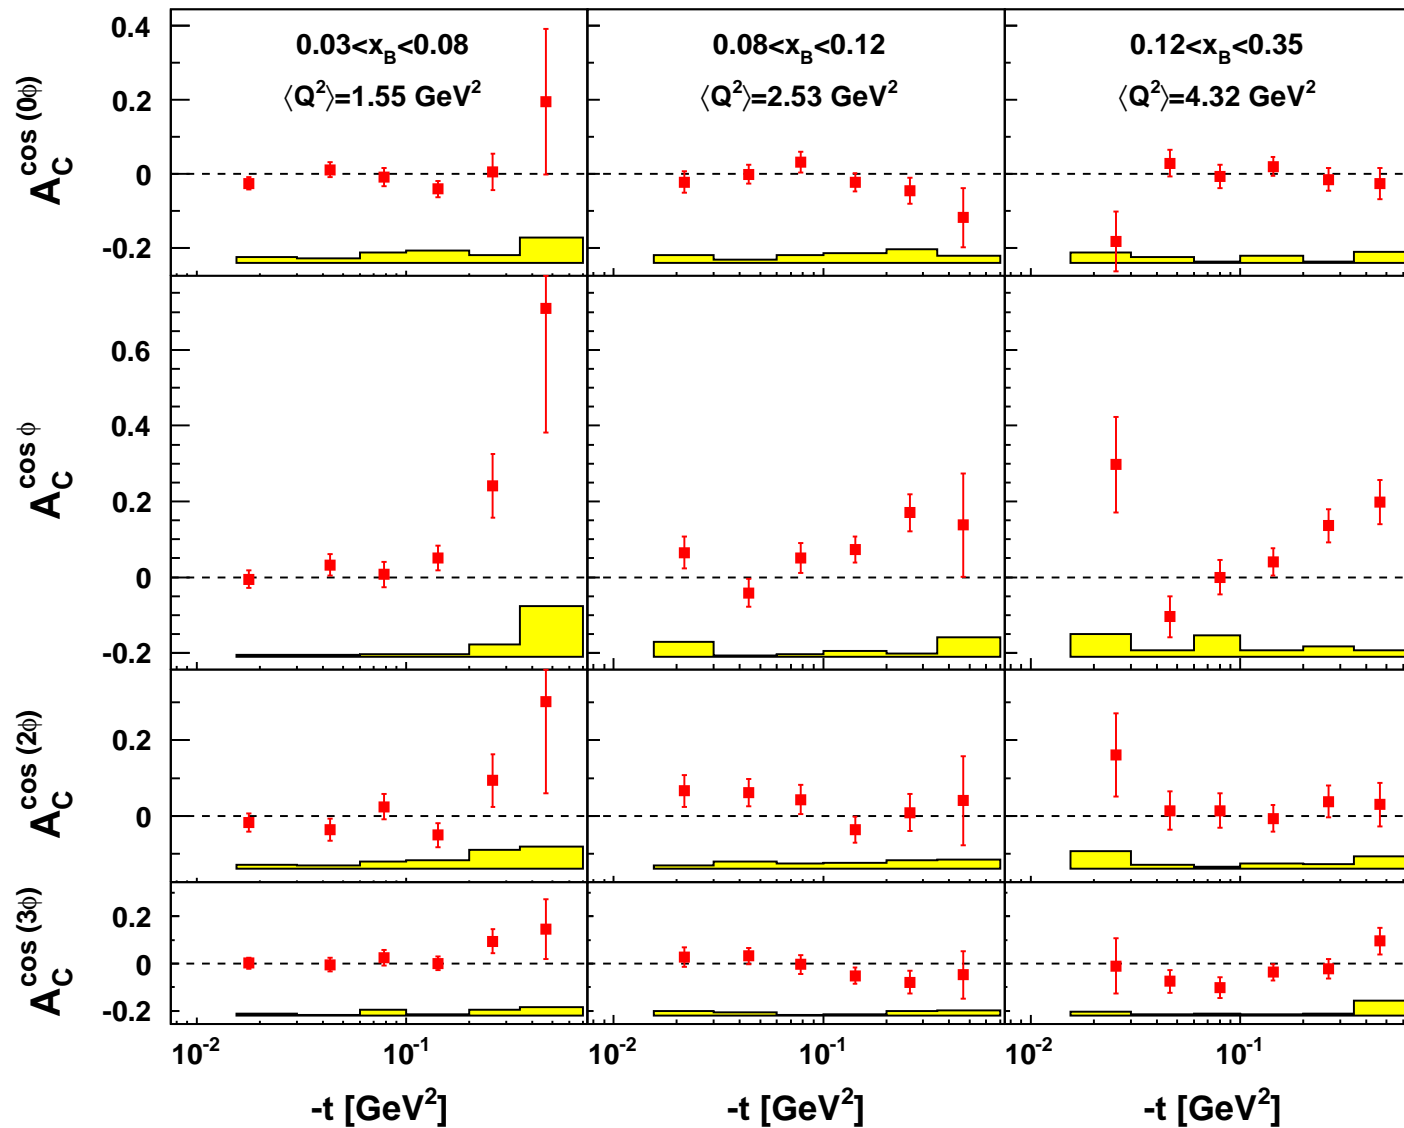 0.03<x_B<0.08
0.08<x_B<0.12
0.12<x_B<0.35
⟨Q²⟩=1.55 GeV²
⟨Q²⟩=2.53 GeV²
⟨Q²⟩=4.32 GeV²
A_C^cos (0ϕ)
0.4
0.2
0
-0.2
A_C^cos ϕ
0.6
0.4
0.2
0
-0.2
A_C^cos (2ϕ)
0.2
0
A_C^cos (3ϕ)
0.2
0
-0.2
10⁻² 10⁻¹ 10⁻² 10⁻¹ 10⁻² 10⁻¹
-t [GeV²] -t [GeV²] -t [GeV²]